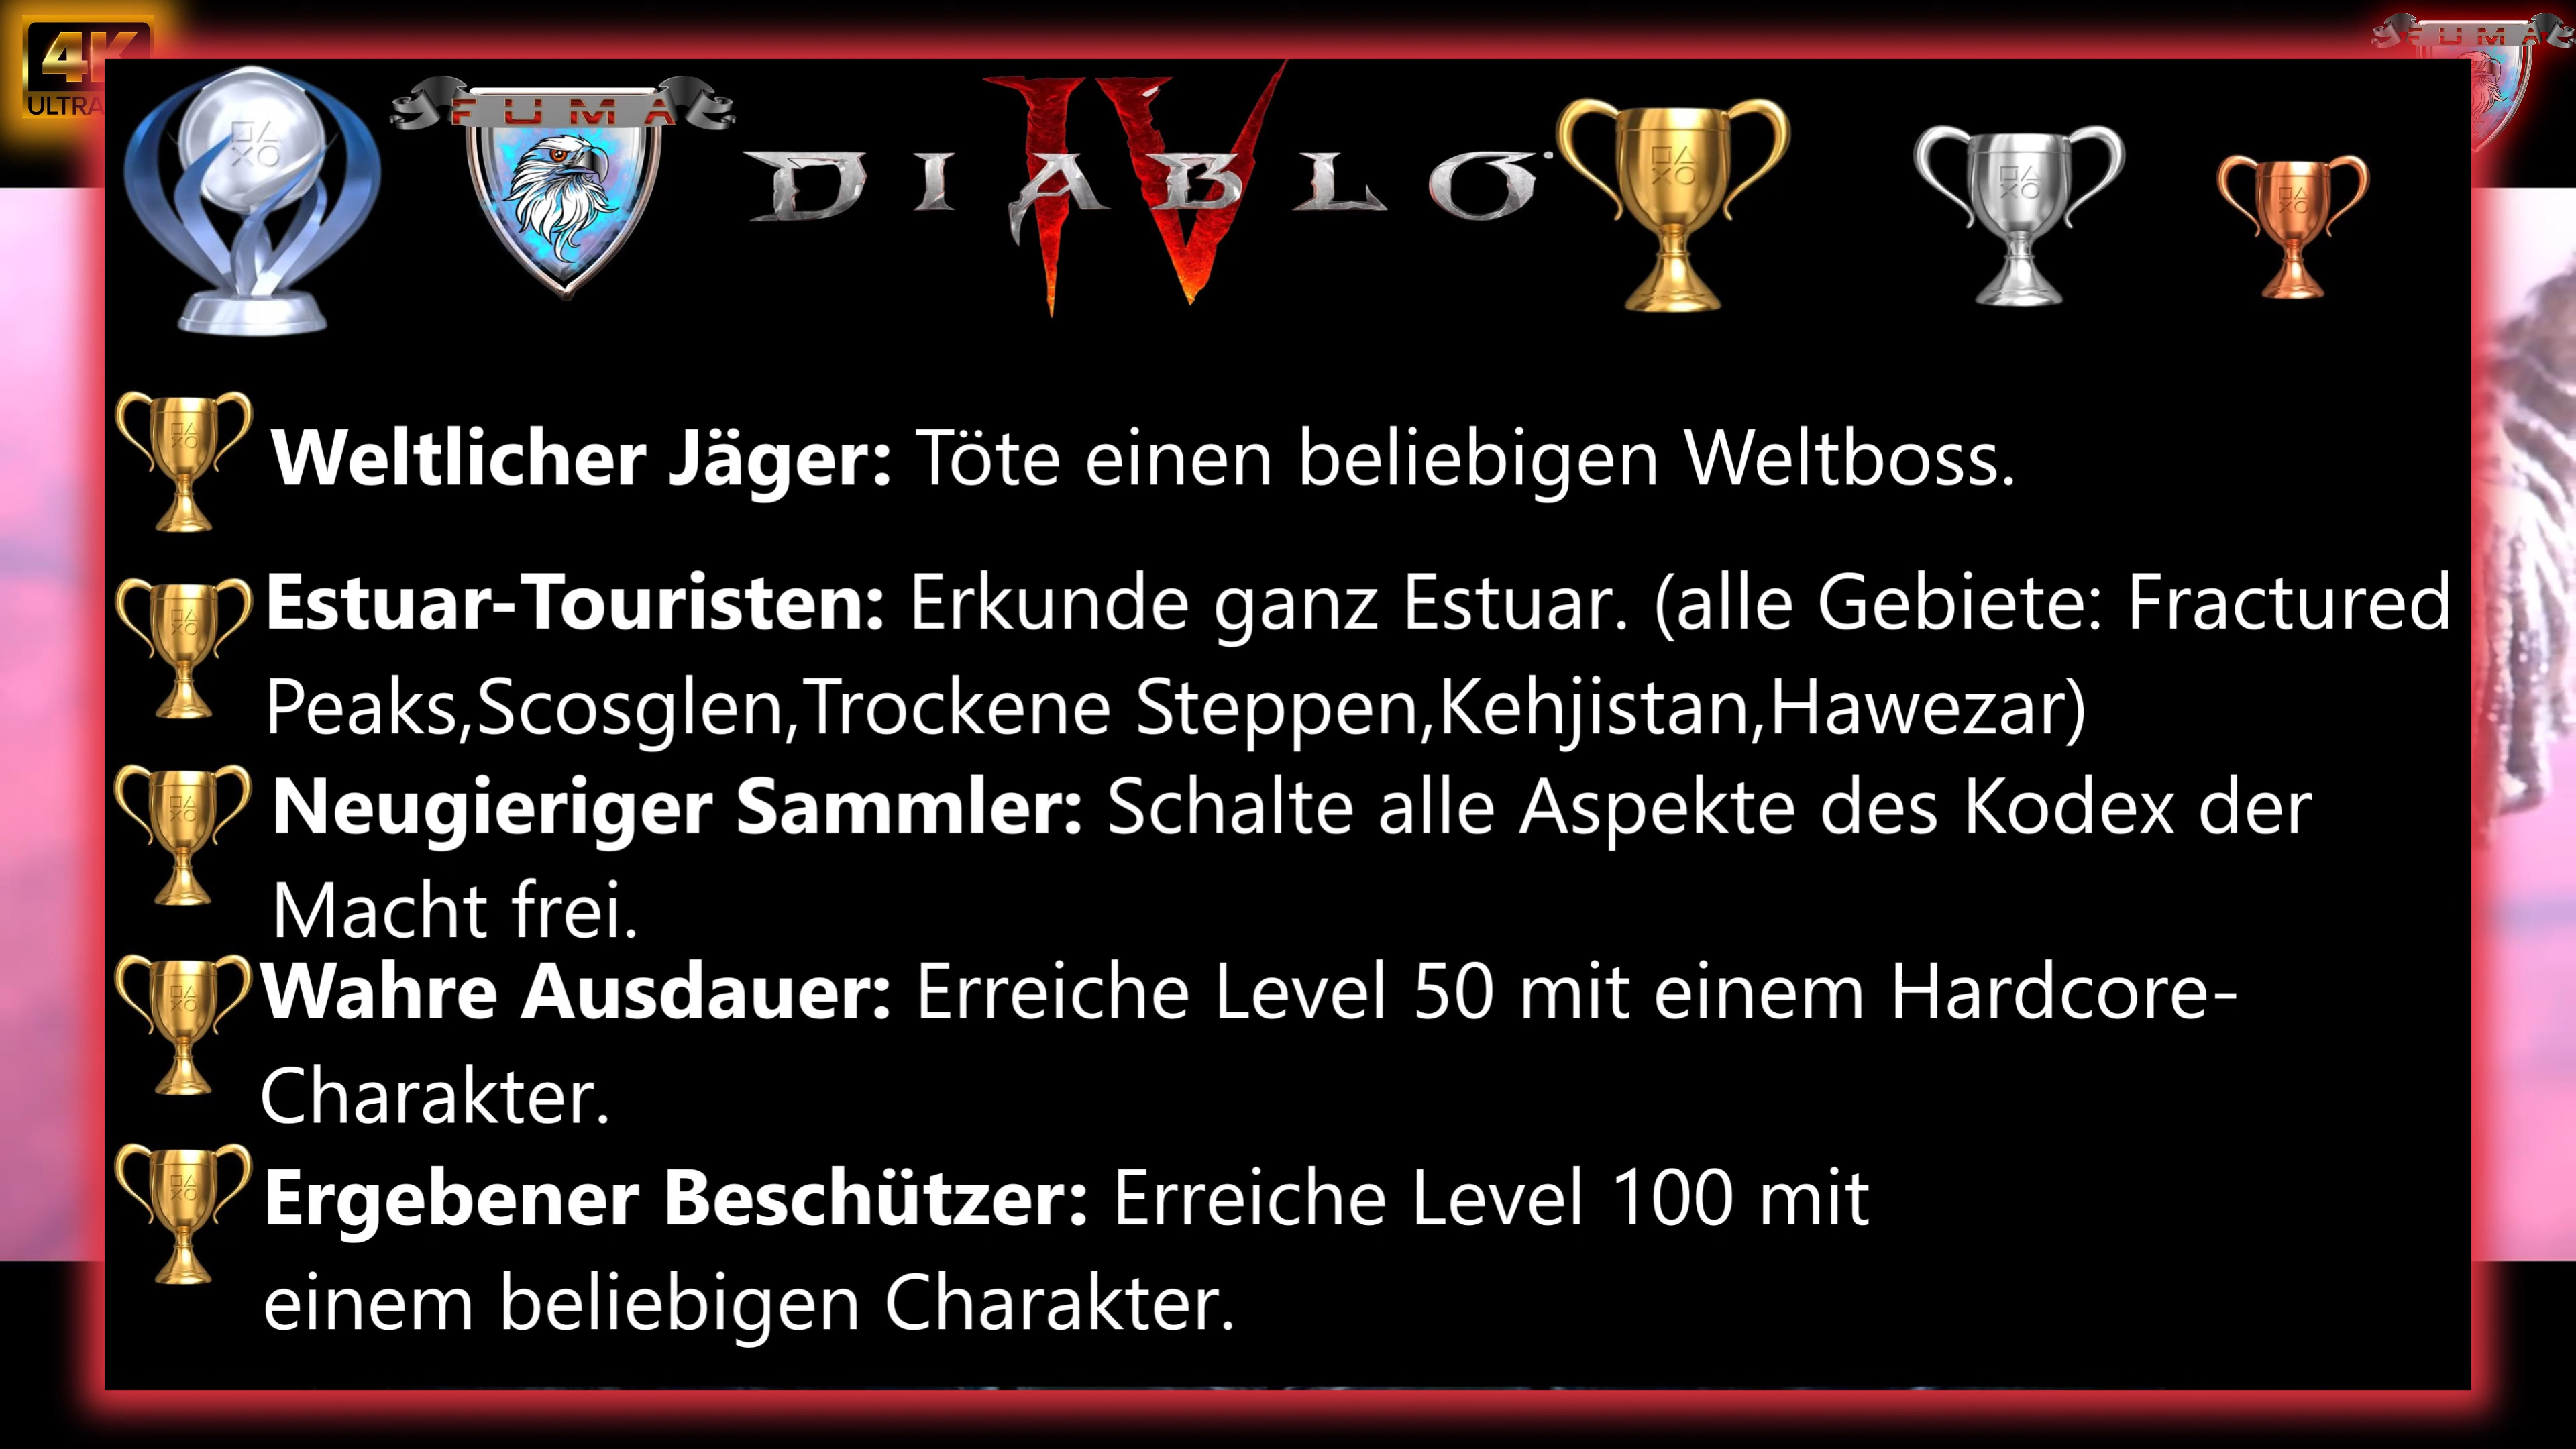 4K
ULTRA
FUMA
FUMA
DIABLO
IV
Weltlicher Jäger: Töte einen beliebigen Weltboss.
Estuar-Touristen: Erkunde ganz Estuar. (alle Gebiete: Fractured
Peaks,Scosglen,Trockene Steppen,Kehjistan,Hawezar)
Neugieriger Sammler: Schalte alle Aspekte des Kodex der
Macht frei.
Wahre Ausdauer: Erreiche Level 50 mit einem Hardcore-
Charakter.
Ergebener Beschützer: Erreiche Level 100 mit
einem beliebigen Charakter.